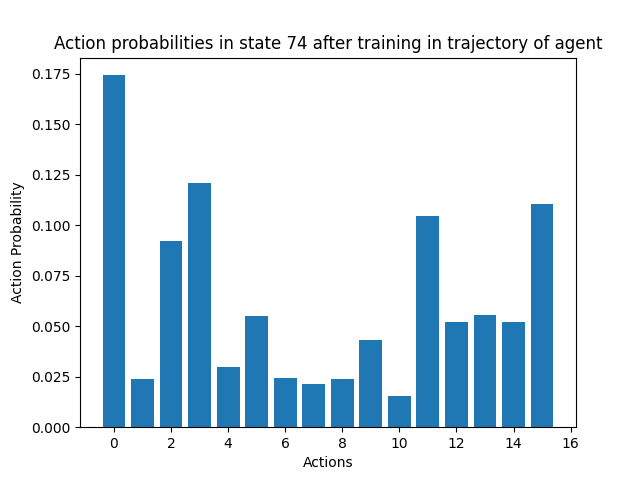 Action probabilities in state 74 after training in trajectory of agent
0.175
0.150
0.125
0.100
0.075
0.050
0.025
0.000
Action Probability
0 2 4 6 8 10 12 14 16
Actions